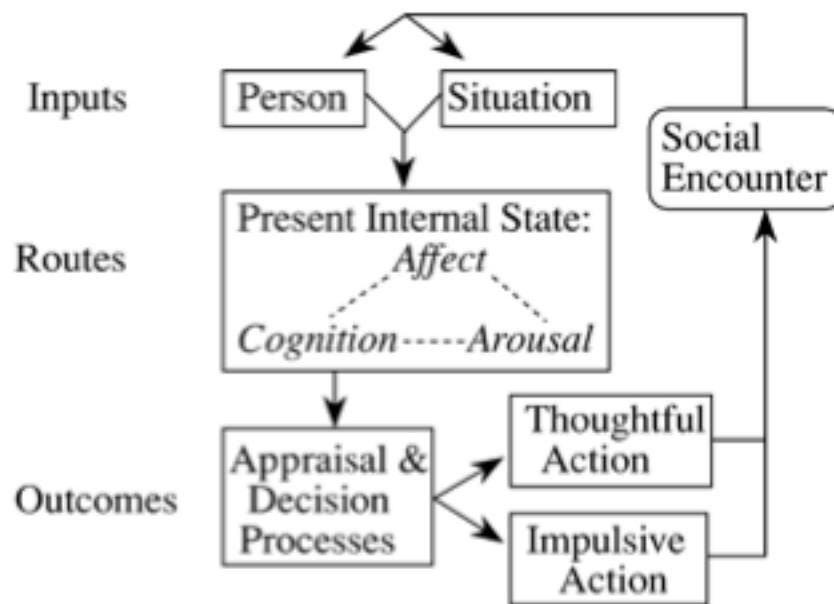 Inputs
Person
Situation
Social
Encounter
Routes
Present Internal State:
Affect
Cognition
Arousal
Outcomes
Appraisal &
Decision
Processes
Thoughtful
Action
Impulsive
Action